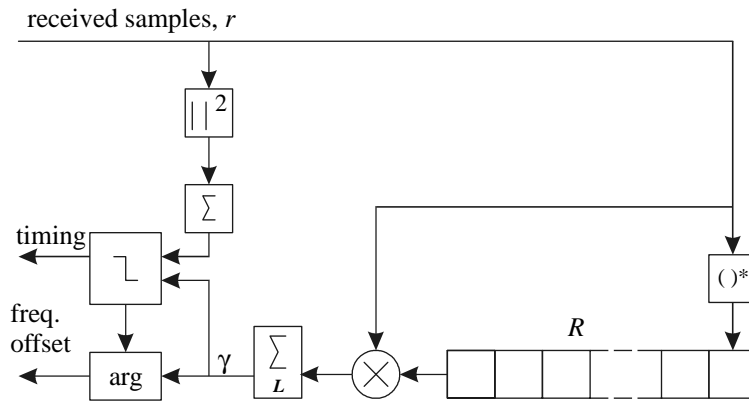 received samples, r
| | 2
Σ
timing
( )*
freq.
offset
R
γ
Σ
L
arg